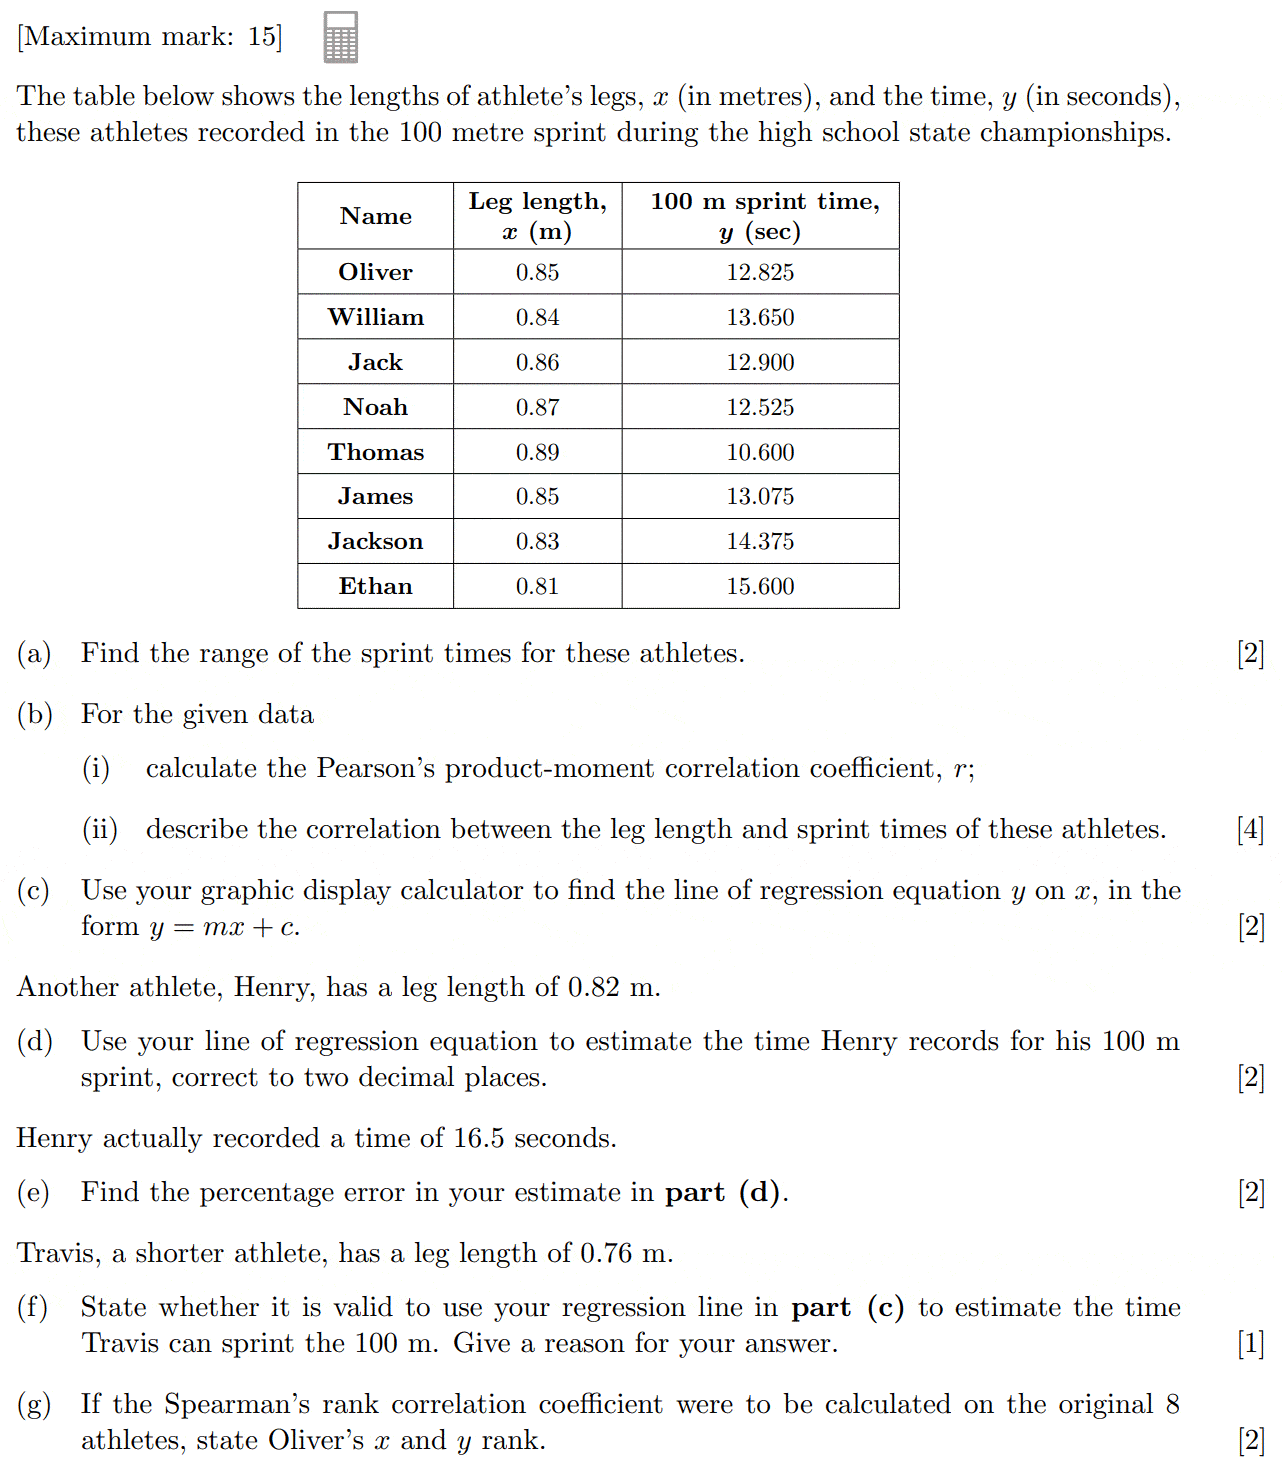 [Maximum mark: 15]
The table below shows the lengths of athlete's legs, x (in metres), and the time, y (in seconds),
these athletes recorded in the 100 metre sprint during the high school state championships.
Name | Leg length, x (m) | 100 m sprint time, y (sec)
Oliver | 0.85 | 12.825
William | 0.84 | 13.650
Jack | 0.86 | 12.900
Noah | 0.87 | 12.525
Thomas | 0.89 | 10.600
James | 0.85 | 13.075
Jackson | 0.83 | 14.375
Ethan | 0.81 | 15.600
(a) Find the range of the sprint times for these athletes. [2]
(b) For the given data
(i) calculate the Pearson's product-moment correlation coefficient, r;
(ii) describe the correlation between the leg length and sprint times of these athletes. [4]
(c) Use your graphic display calculator to find the line of regression equation y on x, in the
form y = mx + c. [2]
Another athlete, Henry, has a leg length of 0.82 m.
(d) Use your line of regression equation to estimate the time Henry records for his 100 m
sprint, correct to two decimal places. [2]
Henry actually recorded a time of 16.5 seconds.
(e) Find the percentage error in your estimate in part (d). [2]
Travis, a shorter athlete, has a leg length of 0.76 m.
(f) State whether it is valid to use your regression line in part (c) to estimate the time
Travis can sprint the 100 m. Give a reason for your answer. [1]
(g) If the Spearman's rank correlation coefficient were to be calculated on the original 8
athletes, state Oliver's x and y rank. [2]